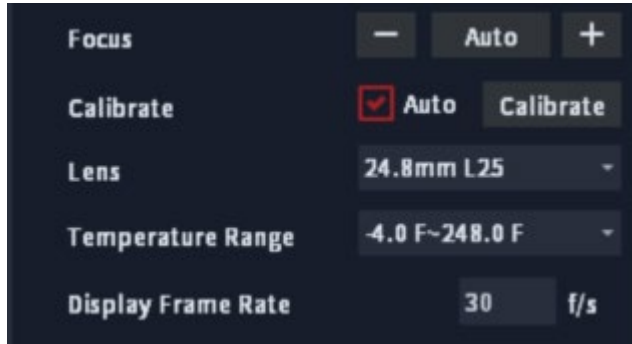 Focus − Auto +
Calibrate Auto Calibrate
Lens 24.8mm L25
Temperature Range -4.0 F~248.0 F
Display Frame Rate 30 f/s